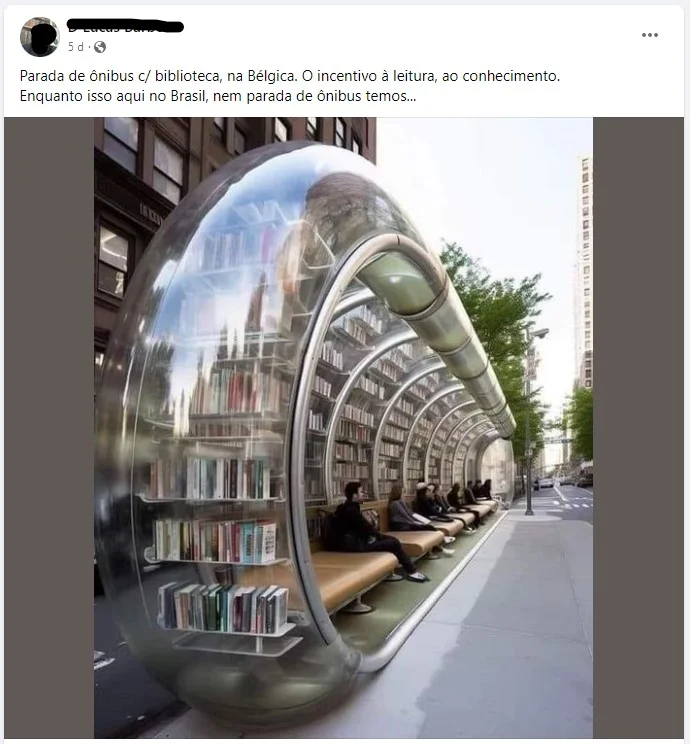 5 d ·
Parada de ônibus c/ biblioteca, na Bélgica. O incentivo à leitura, ao conhecimento.
Enquanto isso aqui no Brasil, nem parada de ônibus temos...